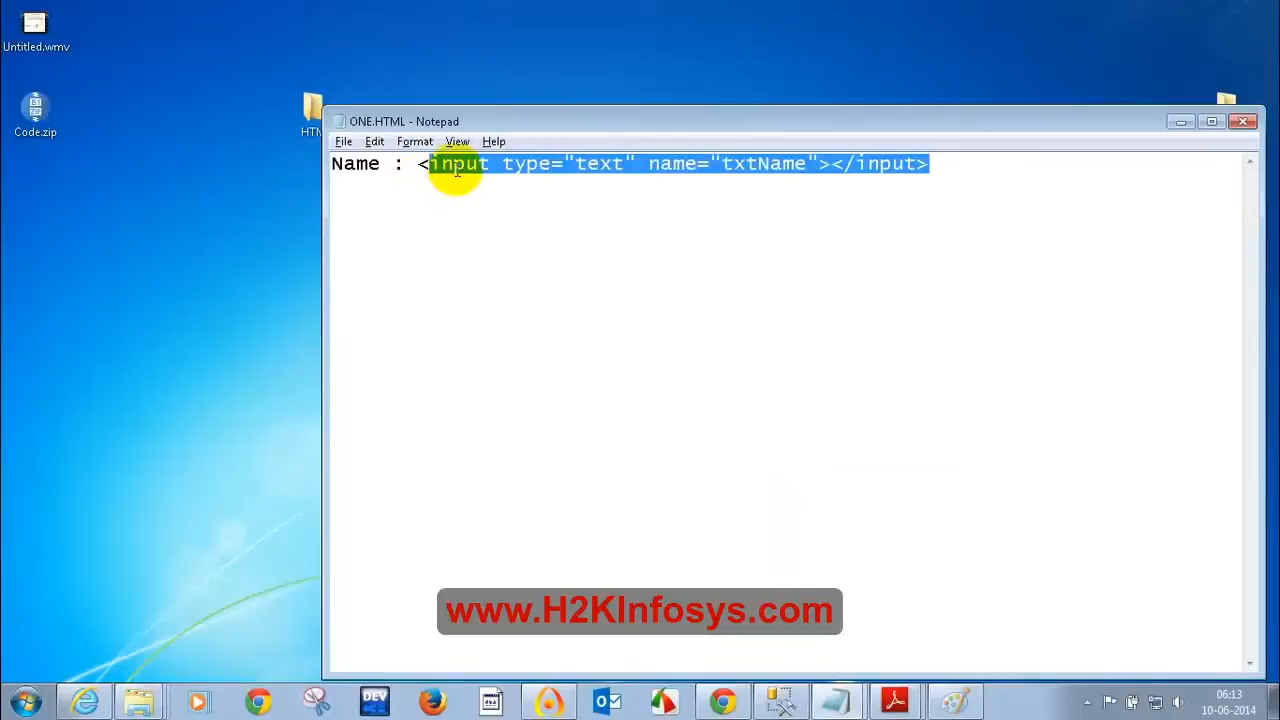 Untitled.wmv
Code.zip
ONE.HTML - Notepad
File Edit Format View Help
Name : <input type="text" name="txtName"></input>
www.H2KInfosys.com
DEV
06:13
10-06-2014